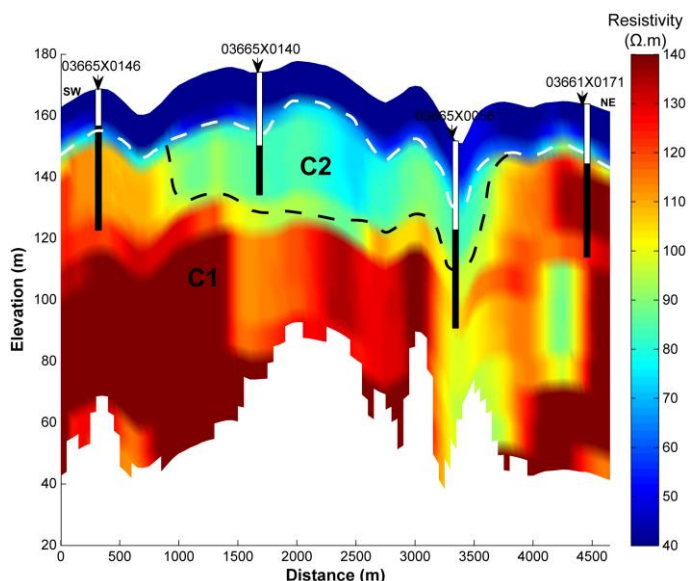 Resistivity
(Ω.m)
180
160
140
120
100
80
60
40
20
Elevation (m)
03665X0146
03665X0140
03665X0056
03661X0171
SW
NE
C2
C1
0
500
1000
1500
2000
2500
3000
3500
4000
4500
Distance (m)
140
130
120
110
100
90
80
70
60
50
40